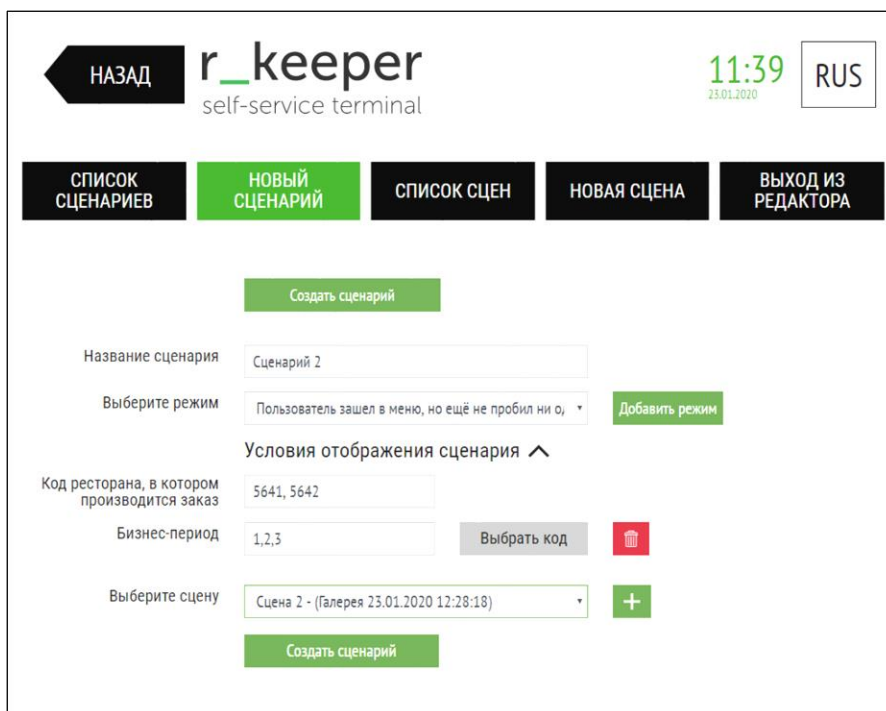 НАЗАД
r_keeper
self-service terminal
11:39
23.01.2020
RUS
СПИСОК
СЦЕНАРИЕВ
НОВЫЙ
СЦЕНАРИЙ
СПИСОК СЦЕН
НОВАЯ СЦЕНА
ВЫХОД ИЗ
РЕДАКТОРА
Создать сценарий
Название сценария
Сценарий 2
Выберите режим
Пользователь зашел в меню, но ещё не пробил ни о,
Добавить режим
Условия отображения сценария
Код ресторана, в котором
производится заказ
5641, 5642
Бизнес-период
1,2,3
Выбрать код
Выберите сцену
Сцена 2 - (Галерея 23.01.2020 12:28:18)
Создать сценарий